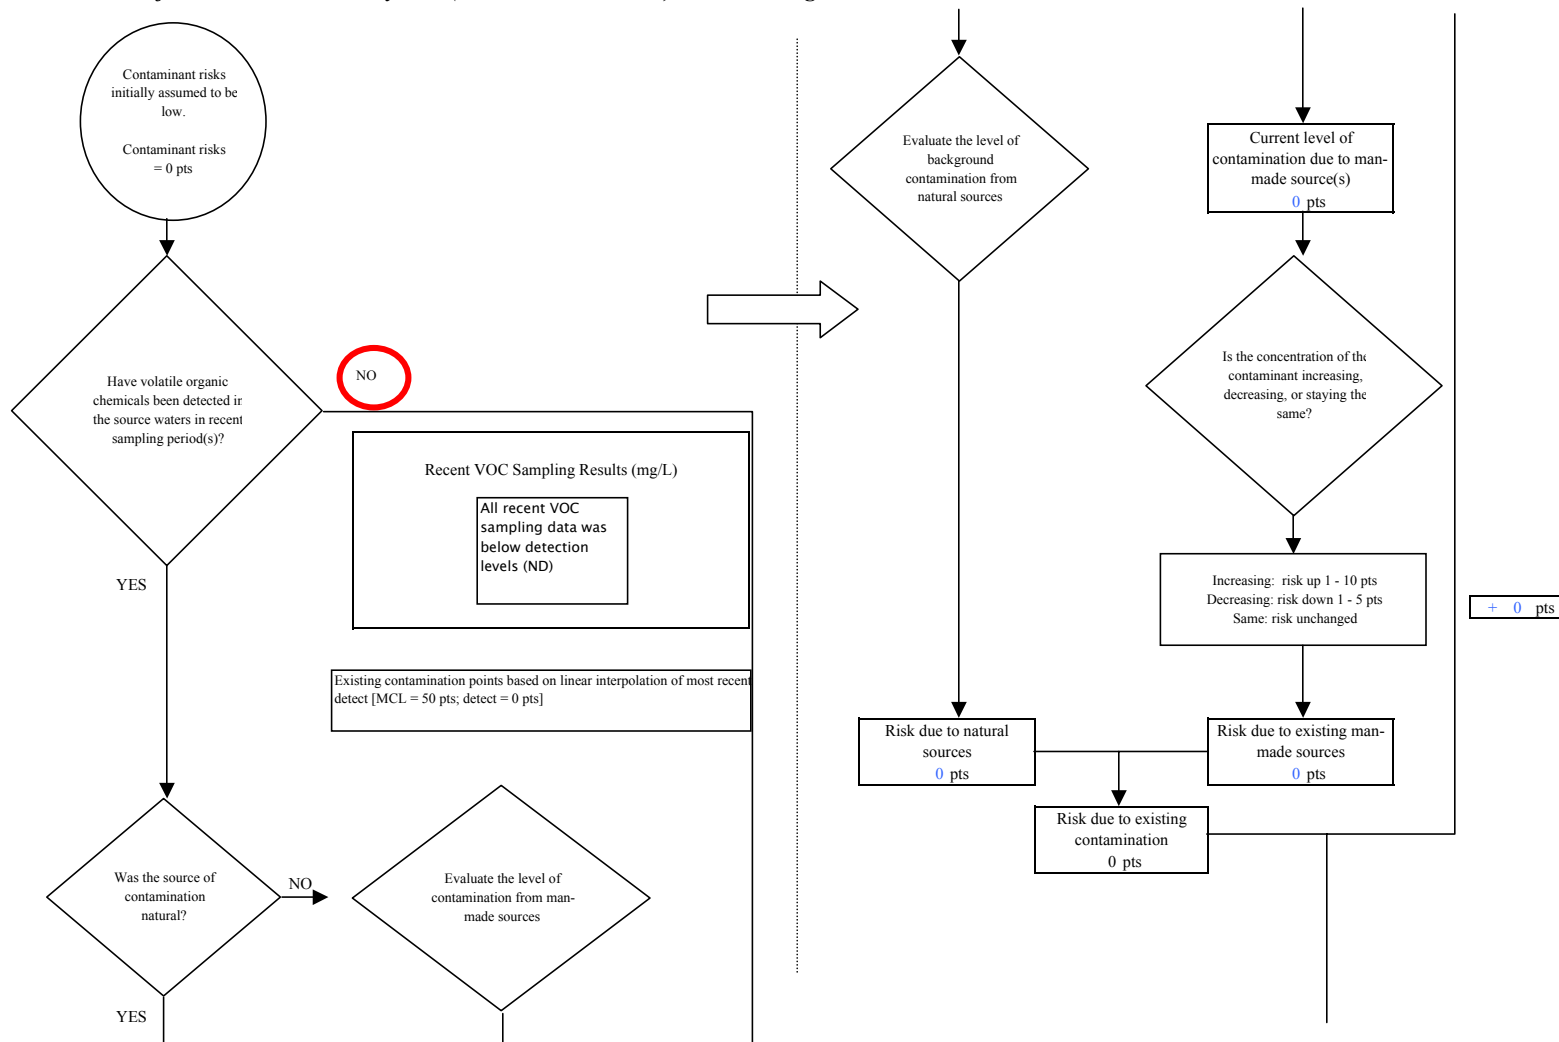 Contaminant risks
initially assumed to be
low.
Contaminant risks
= 0 pts
Have volatile organic
chemicals been detected in
the source waters in recent
sampling period(s)?
NO
YES
Recent VOC Sampling Results (mg/L)
All recent VOC
sampling data was
below detection
levels (ND)
Existing contamination points based on linear interpolation of most recent
detect [MCL = 50 pts; detect = 0 pts]
Was the source of
contamination
natural?
NO
YES
Evaluate the level of
contamination from man-
made sources
Evaluate the level of
background
contamination from
natural sources
Current level of
contamination due to man-
made source(s)
0 pts
Is the concentration of the
contaminant increasing,
decreasing, or staying the
same?
Increasing: risk up 1 - 10 pts
Decreasing: risk down 1 - 5 pts
Same: risk unchanged
+ 0 pts
Risk due to natural
sources
0 pts
Risk due to existing man-
made sources
0 pts
Risk due to existing
contamination
0 pts